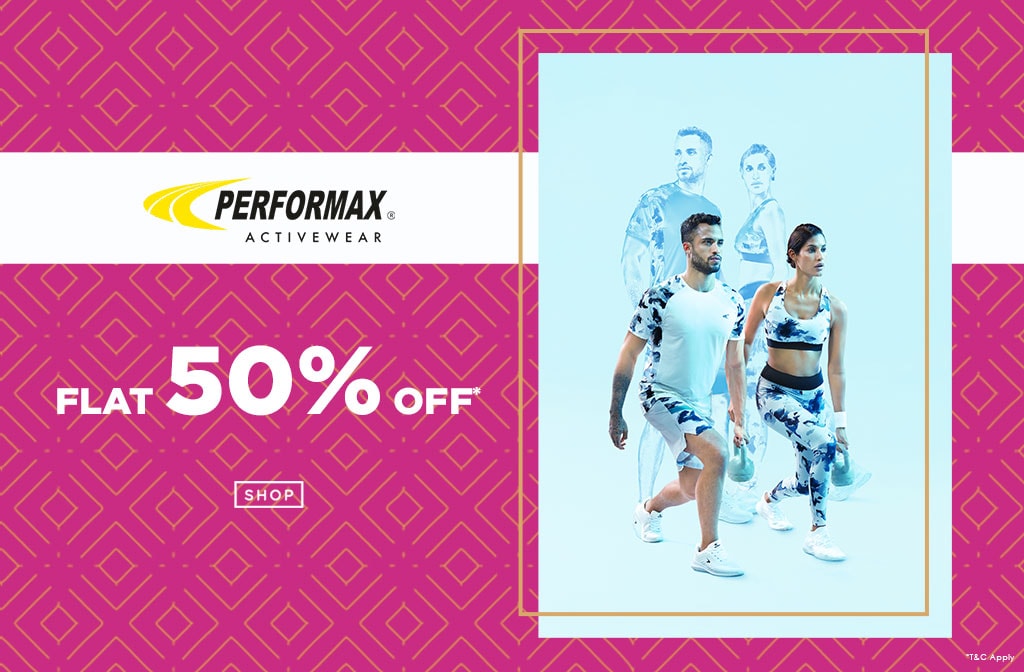 PERFORMAX ®
ACTIVEWEAR
FLAT 50% OFF*
SHOP
*T&C Apply